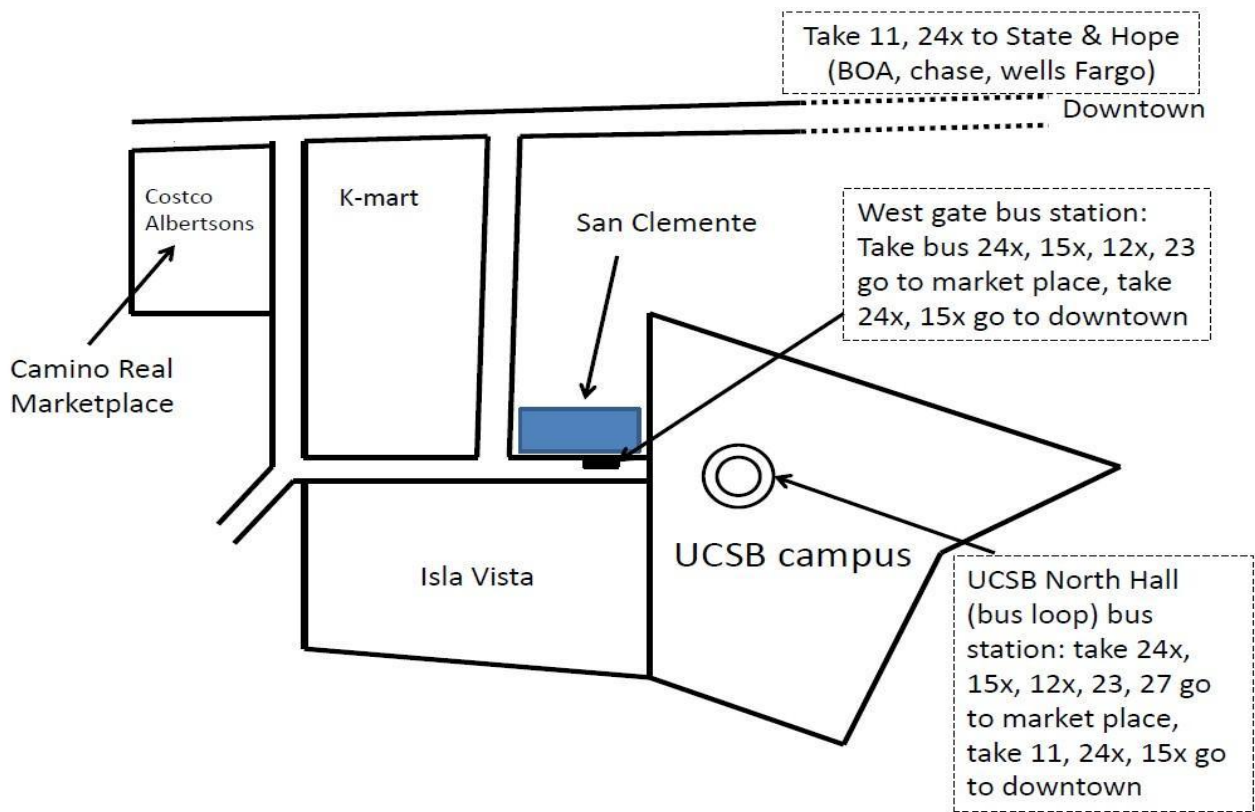 Take 11, 24x to State & Hope
(BOA, chase, wells Fargo)
Downtown
Costco
Albertsons
K-mart
San Clemente
West gate bus station:
Take bus 24x, 15x, 12x, 23
go to market place, take
24x, 15x go to downtown
Camino Real
Marketplace
UCSB campus
Isla Vista
UCSB North Hall
(bus loop) bus
station: take 24x,
15x, 12x, 23, 27 go
to market place,
take 11, 24x, 15x go
to downtown